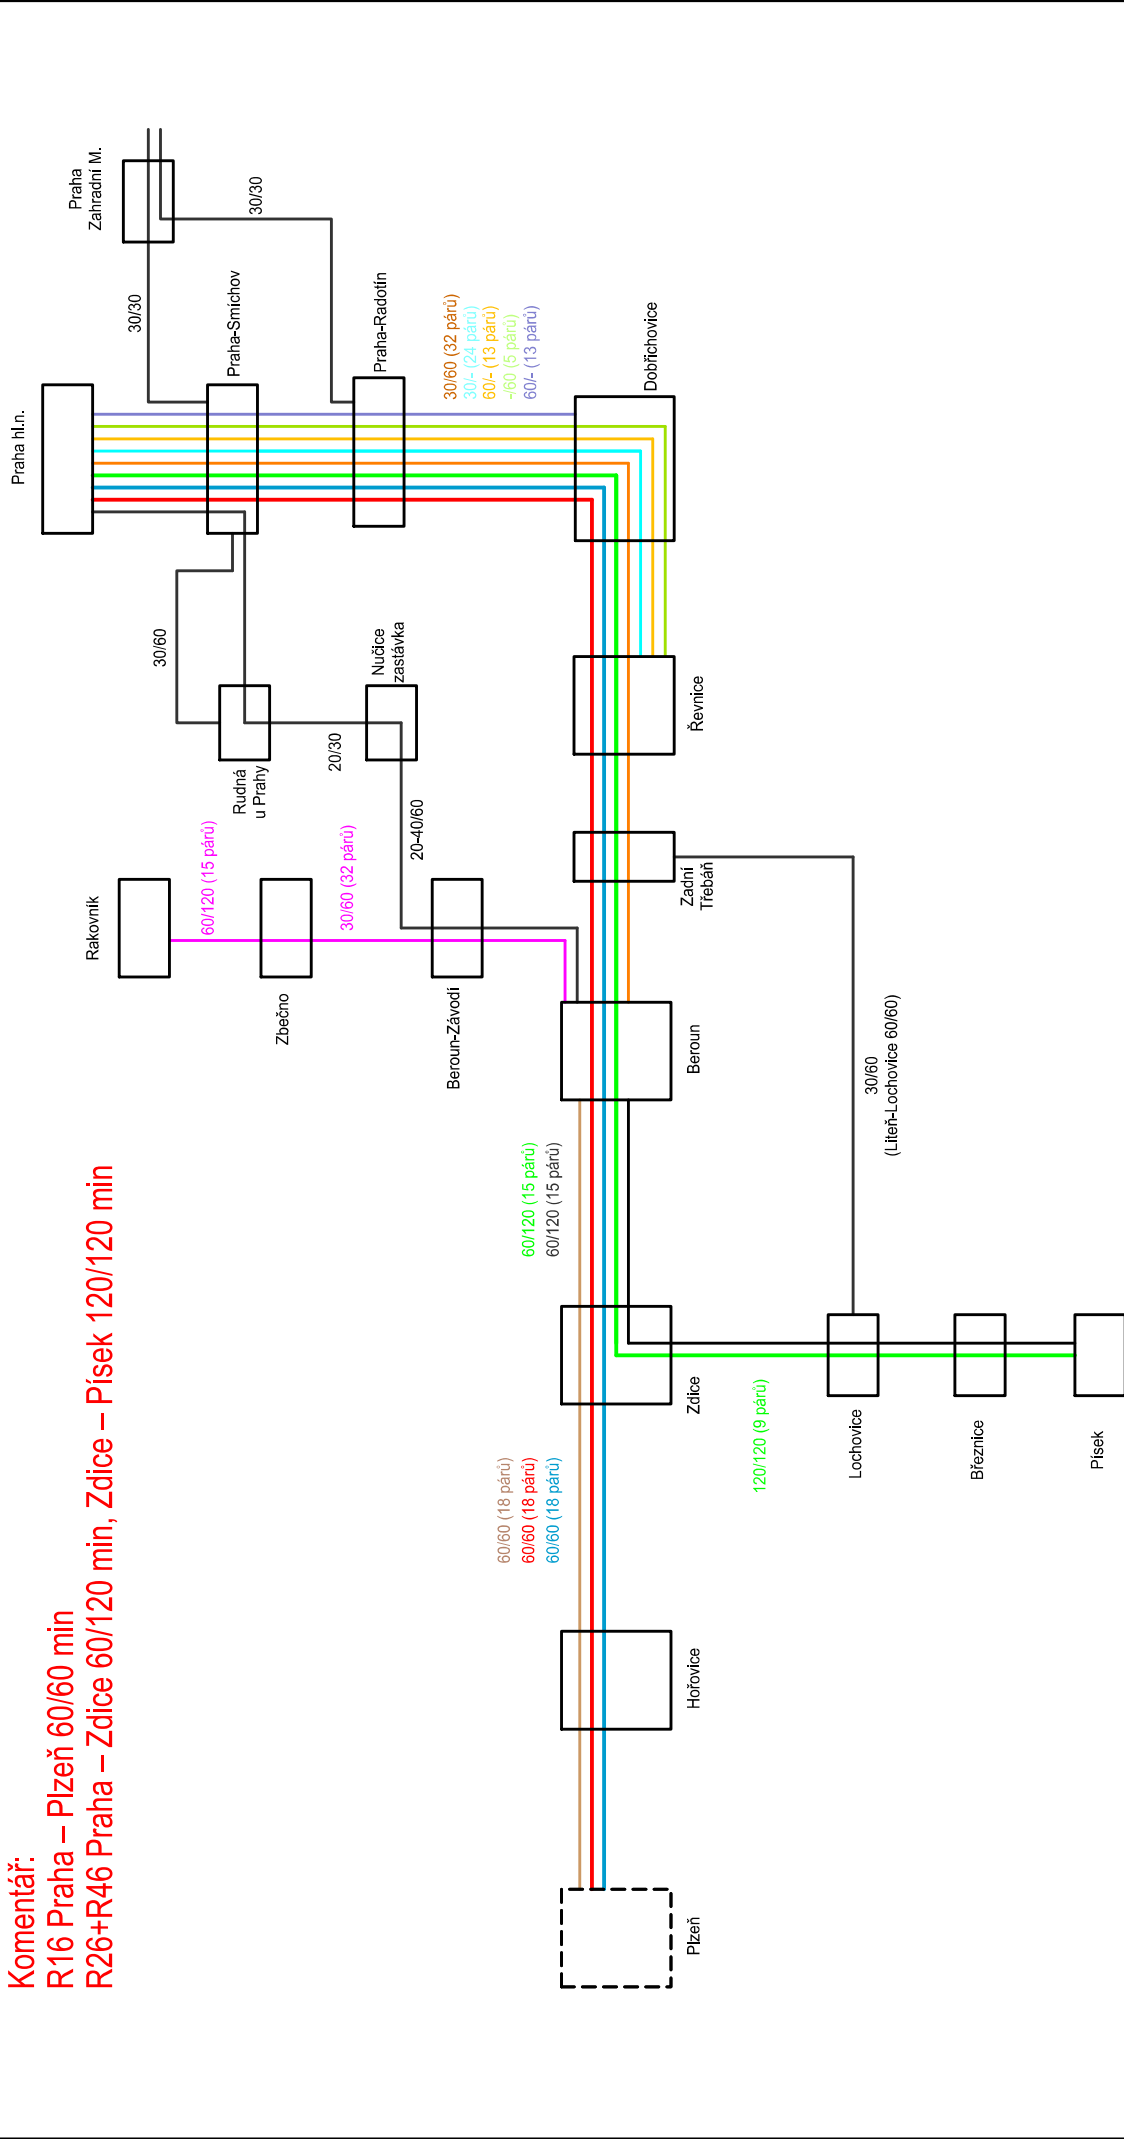 Komentář:
R16 Praha – Plzeň 60/60 min
R26+R46 Praha – Zdice 60/120 min, Zdice – Písek 120/120 min
Praha hl.n.
Praha
Zahradní M.
30/30
30/30
Praha-Smíchov
Praha-Radotín
30/60
Rudná
u Prahy
20/30
Nučice
zastávka
20-40/60
Rakovník
60/120 (15 párů)
Zbečno
30/60 (32 párů)
Beroun-Závodí
30/60 (32 párů)
30/- (24 párů)
60/- (13 párů)
-/60 (5 párů)
60/- (13 párů)
Dobřichovice
Řevnice
Zadní
Třebáň
Beroun
60/120 (15 párů)
60/120 (15 párů)
Zdice
60/60 (18 párů)
60/60 (18 párů)
60/60 (18 párů)
Hořovice
Plzeň
30/60
(Liteň-Lochovice 60/60)
120/120 (9 párů)
Lochovice
Březnice
Písek